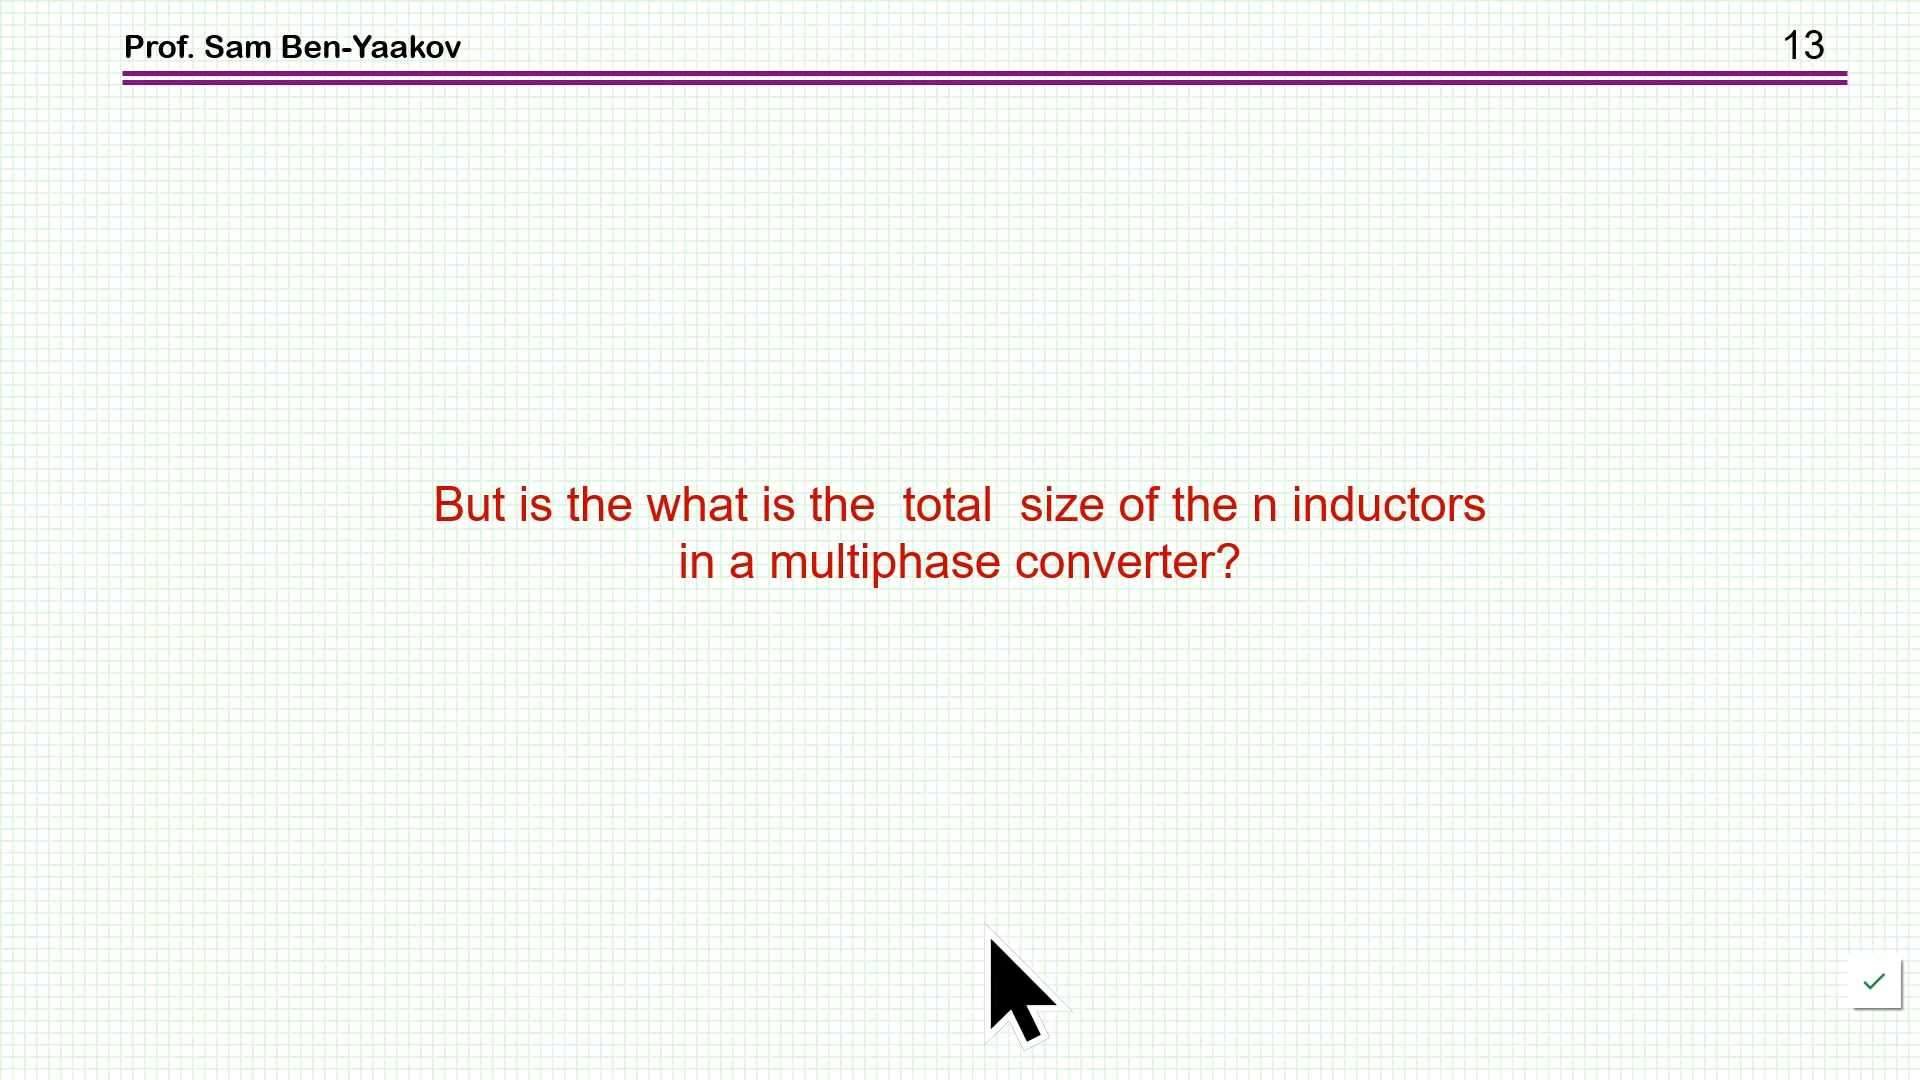 Prof. Sam Ben-Yaakov
13
But is the what is the  total  size of the n inductors
in a multiphase converter?